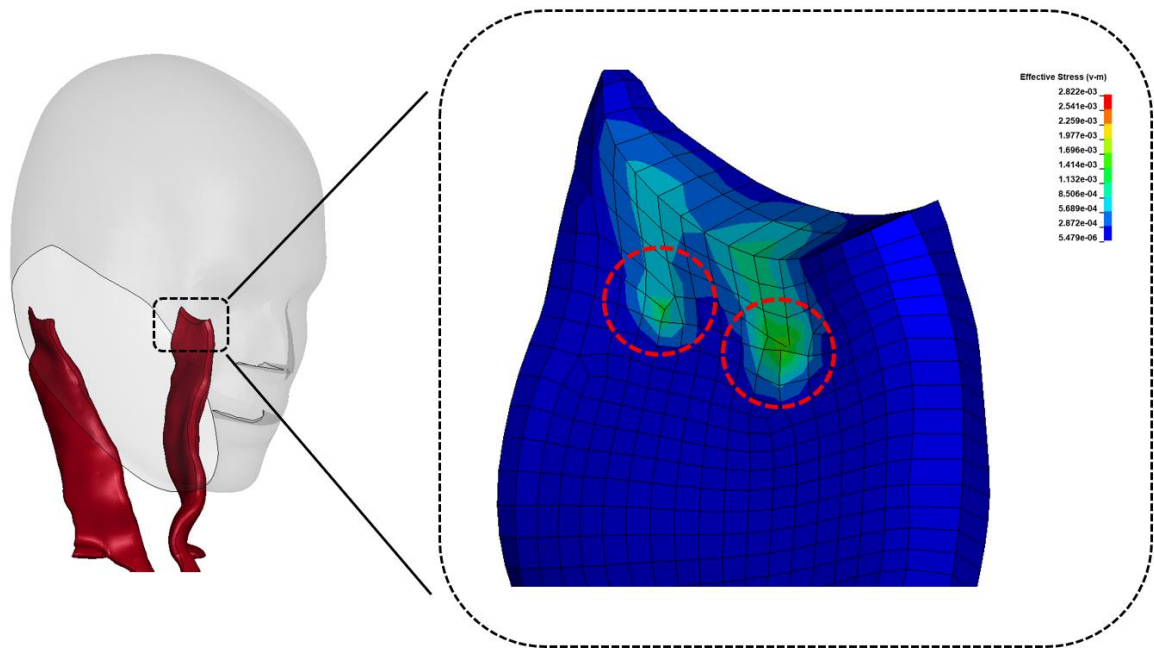 Effective Stress (v-m)
2.822e-03
2.541e-03
2.259e-03
1.977e-03
1.696e-03
1.414e-03
1.132e-03
8.506e-04
5.689e-04
2.872e-04
5.479e-06